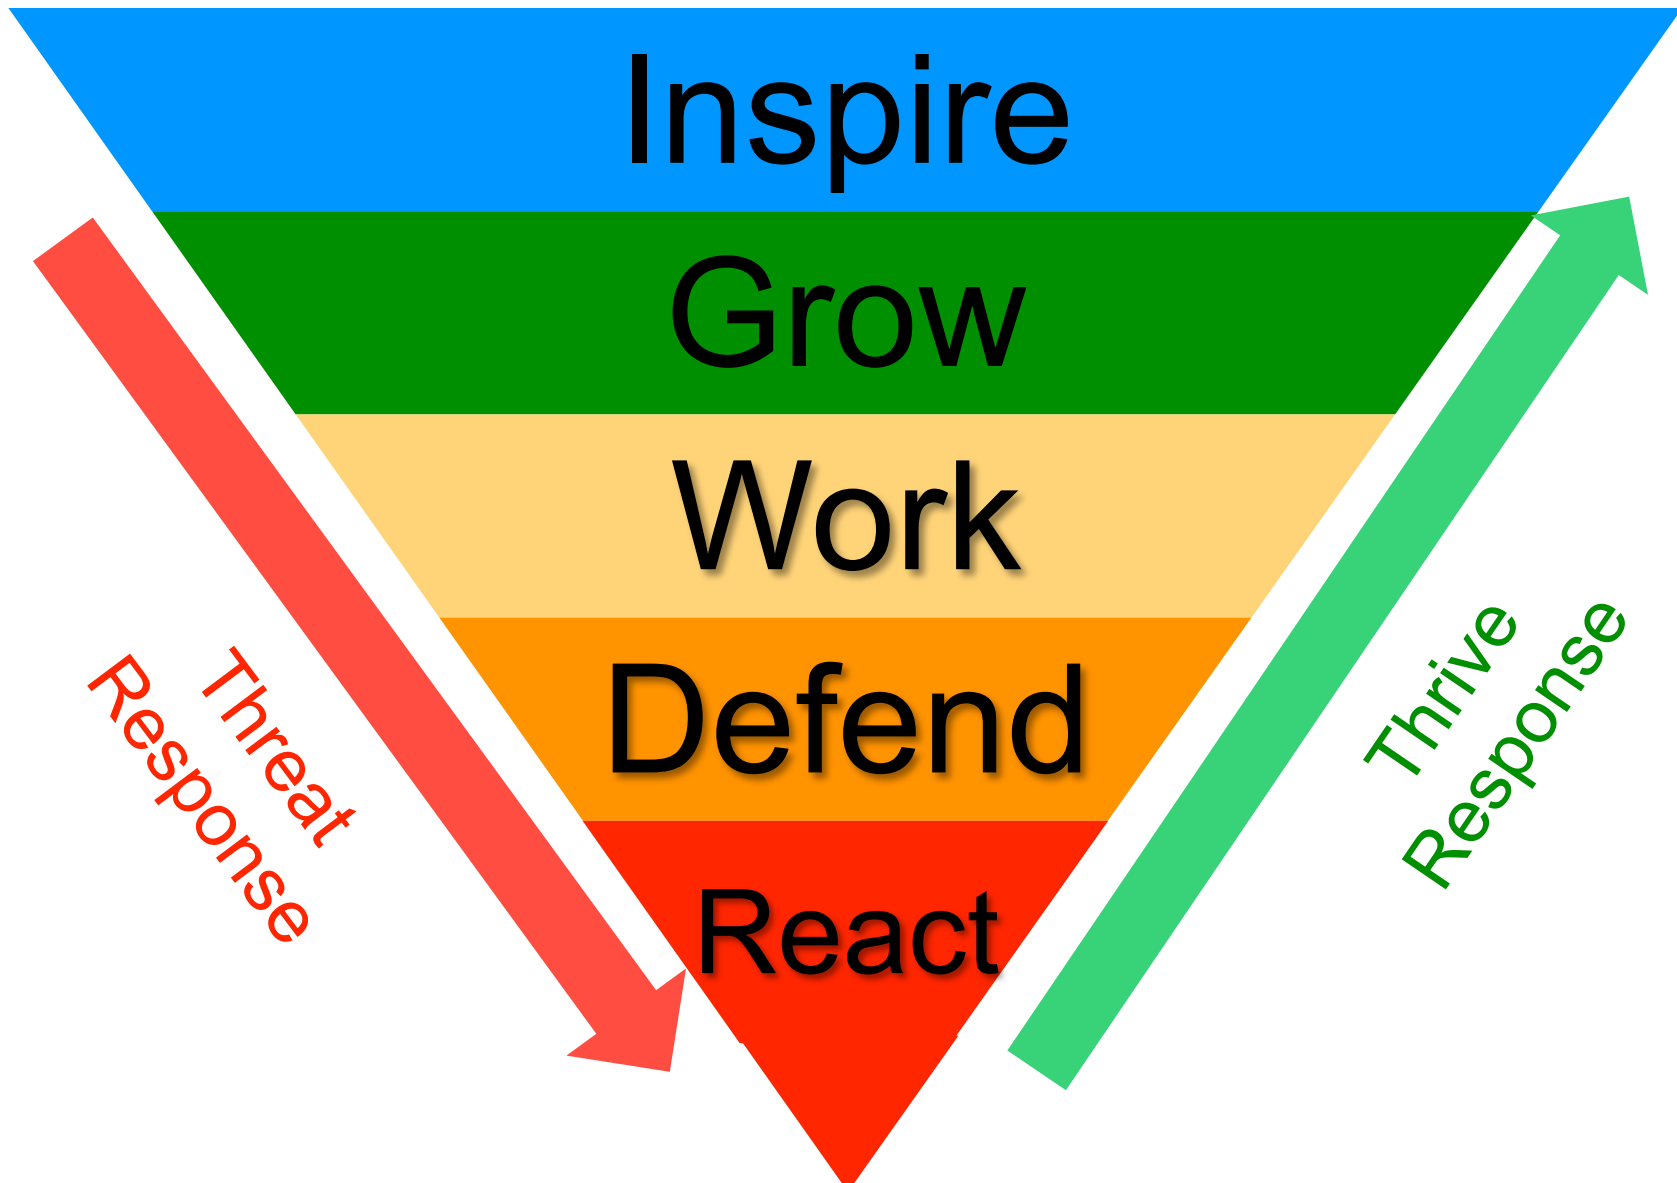 Inspire
Grow
Work
Defend
React
Threat
Response
Thrive
Response